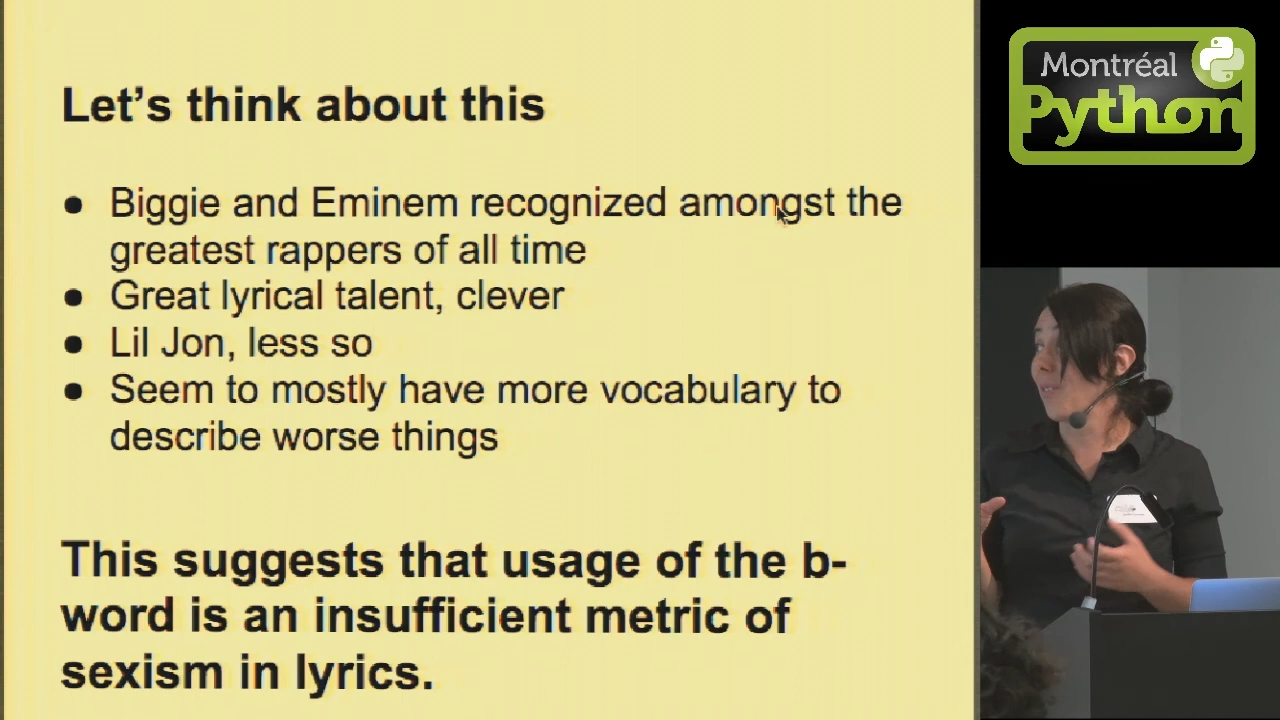 Let's think about this
● Biggie and Eminem recognized amongst the
greatest rappers of all time
● Great lyrical talent, clever
● Lil Jon, less so
● Seem to mostly have more vocabulary to
describe worse things
This suggests that usage of the b-
word is an insufficient metric of
sexism in lyrics.
Montréal
Python